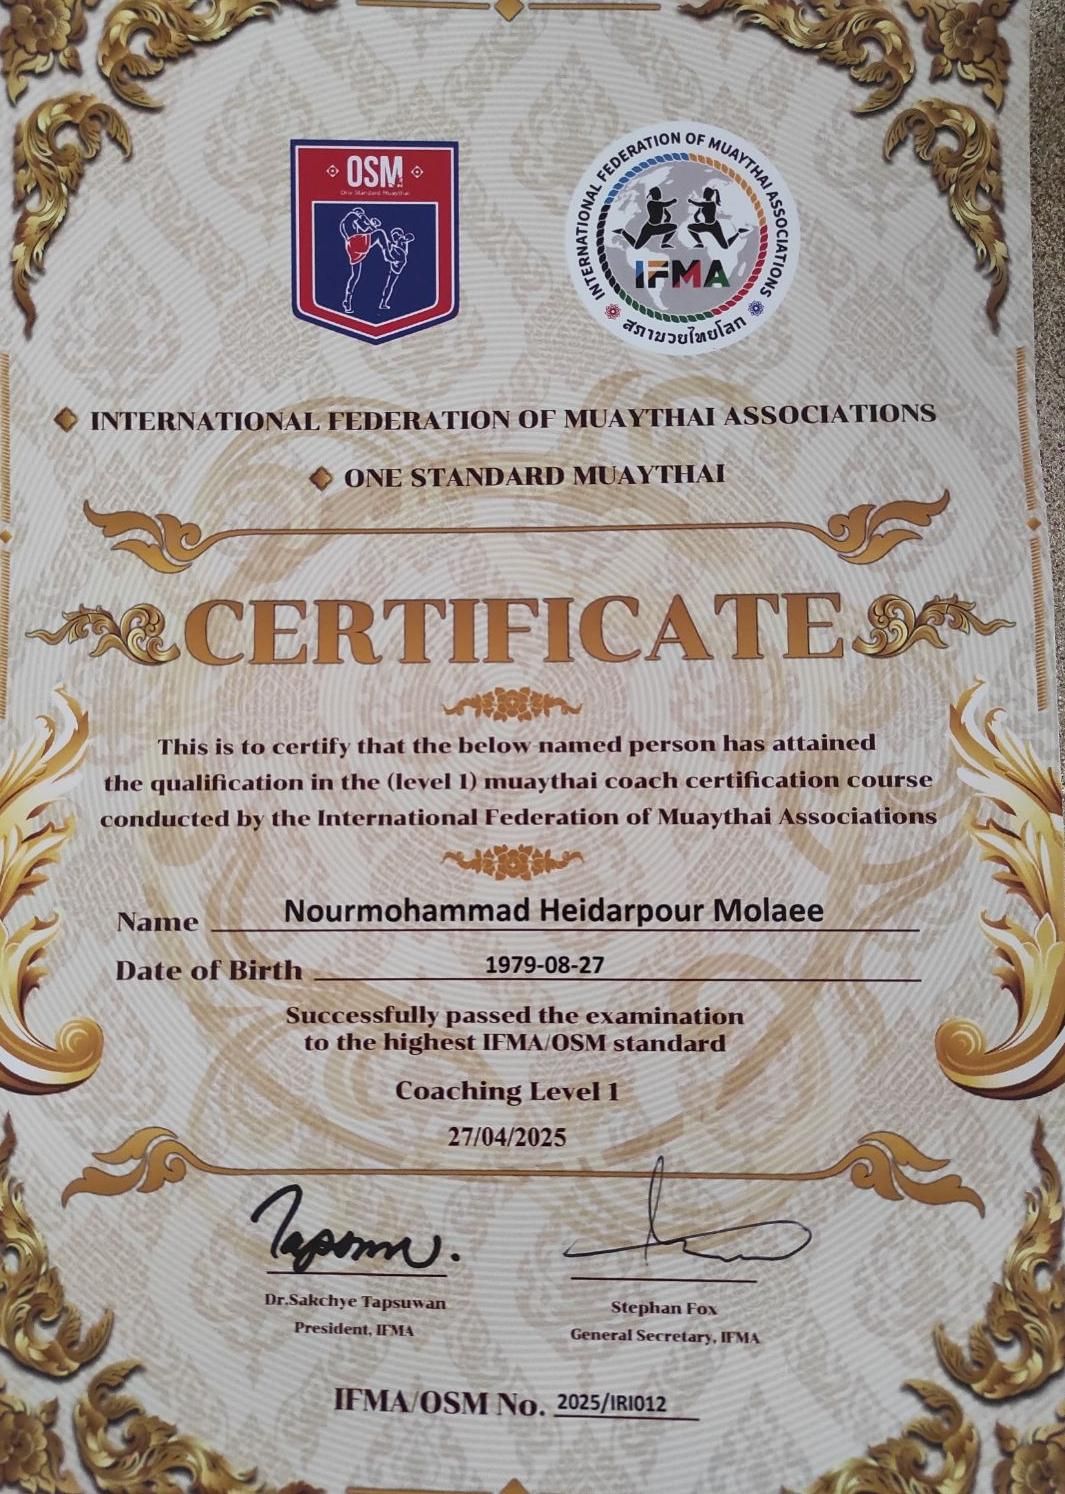 OSM
One Standard Muaythai
INTERNATIONAL FEDERATION OF MUAYTHAI ASSOCIATIONS
IFMA
สภามวยไทยโลก
INTERNATIONAL FEDERATION OF MUAYTHAI ASSOCIATIONS
ONE STANDARD MUAYTHAI
CERTIFICATE
This is to certify that the below named person has attained
the qualification in the (level 1) muaythai coach certification course
conducted by the International Federation of Muaythai Associations
Name Nourmohammad Heidarpour Molaee
Date of Birth 1979-08-27
Successfully passed the examination
to the highest IFMA/OSM standard
Coaching Level 1
27/04/2025
Dr.Sakchye Tapsuwan
President, IFMA
Stephan Fox
General Secretary, IFMA
IFMA/OSM No. 2025/IRI012